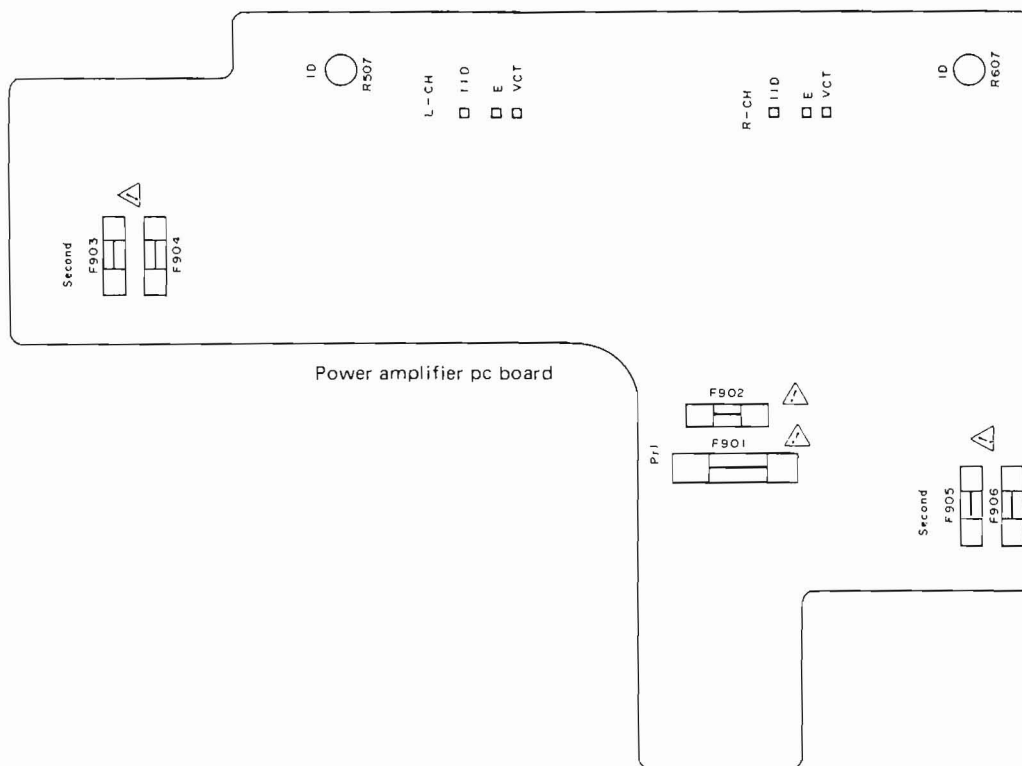 ID
R507
L-CH
IID
E
VCT
R-CH
IID
E
VCT
ID
R607
Second
F903
F904
Power amplifier pc board
F902
F901
Pri
Second
F905
F906